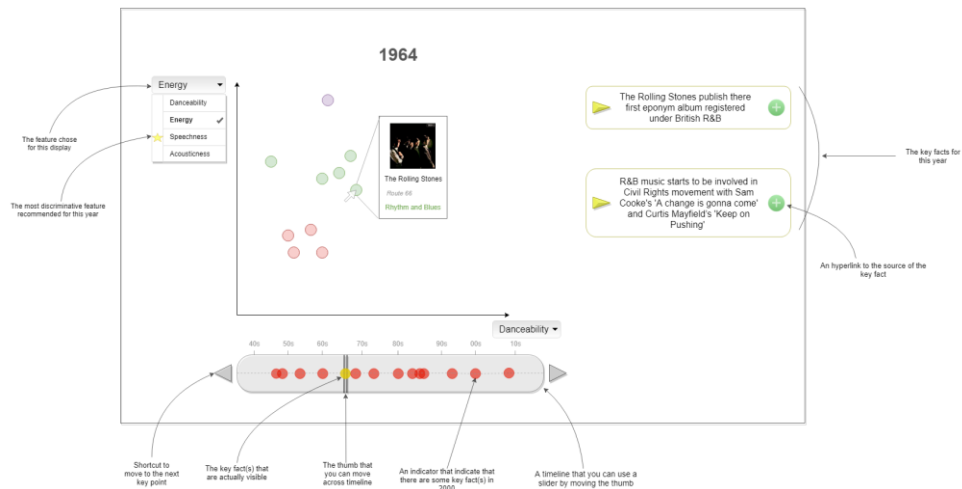 1964
Energy
Danceability
Energy
Speechness
Acousticness
The feature chose
for this display
The most discriminative feature
recommended for this year
The Rolling Stones
Route 66
Rhythm and Blues
The Rolling Stones publish there
first eponym album registered
under British R&B
R&B music starts to be involved in
Civil Rights movement with Sam
Cooke's 'A change is gonna come'
and Curtis Mayfield's 'Keep on
Pushing'
The key facts for
this year
An hyperlink to the source of the
key fact
Danceability
40s 50s 60s 70s 80s 90s 00s 10s
Shortcut to
move to the next
key point
The key fact(s) that
are actually visible
The thumb that
you can move
across timeline
An indicator that indicate that
there are some key fact(s) in
2000
A timeline that you can use a
slider by moving the thumb